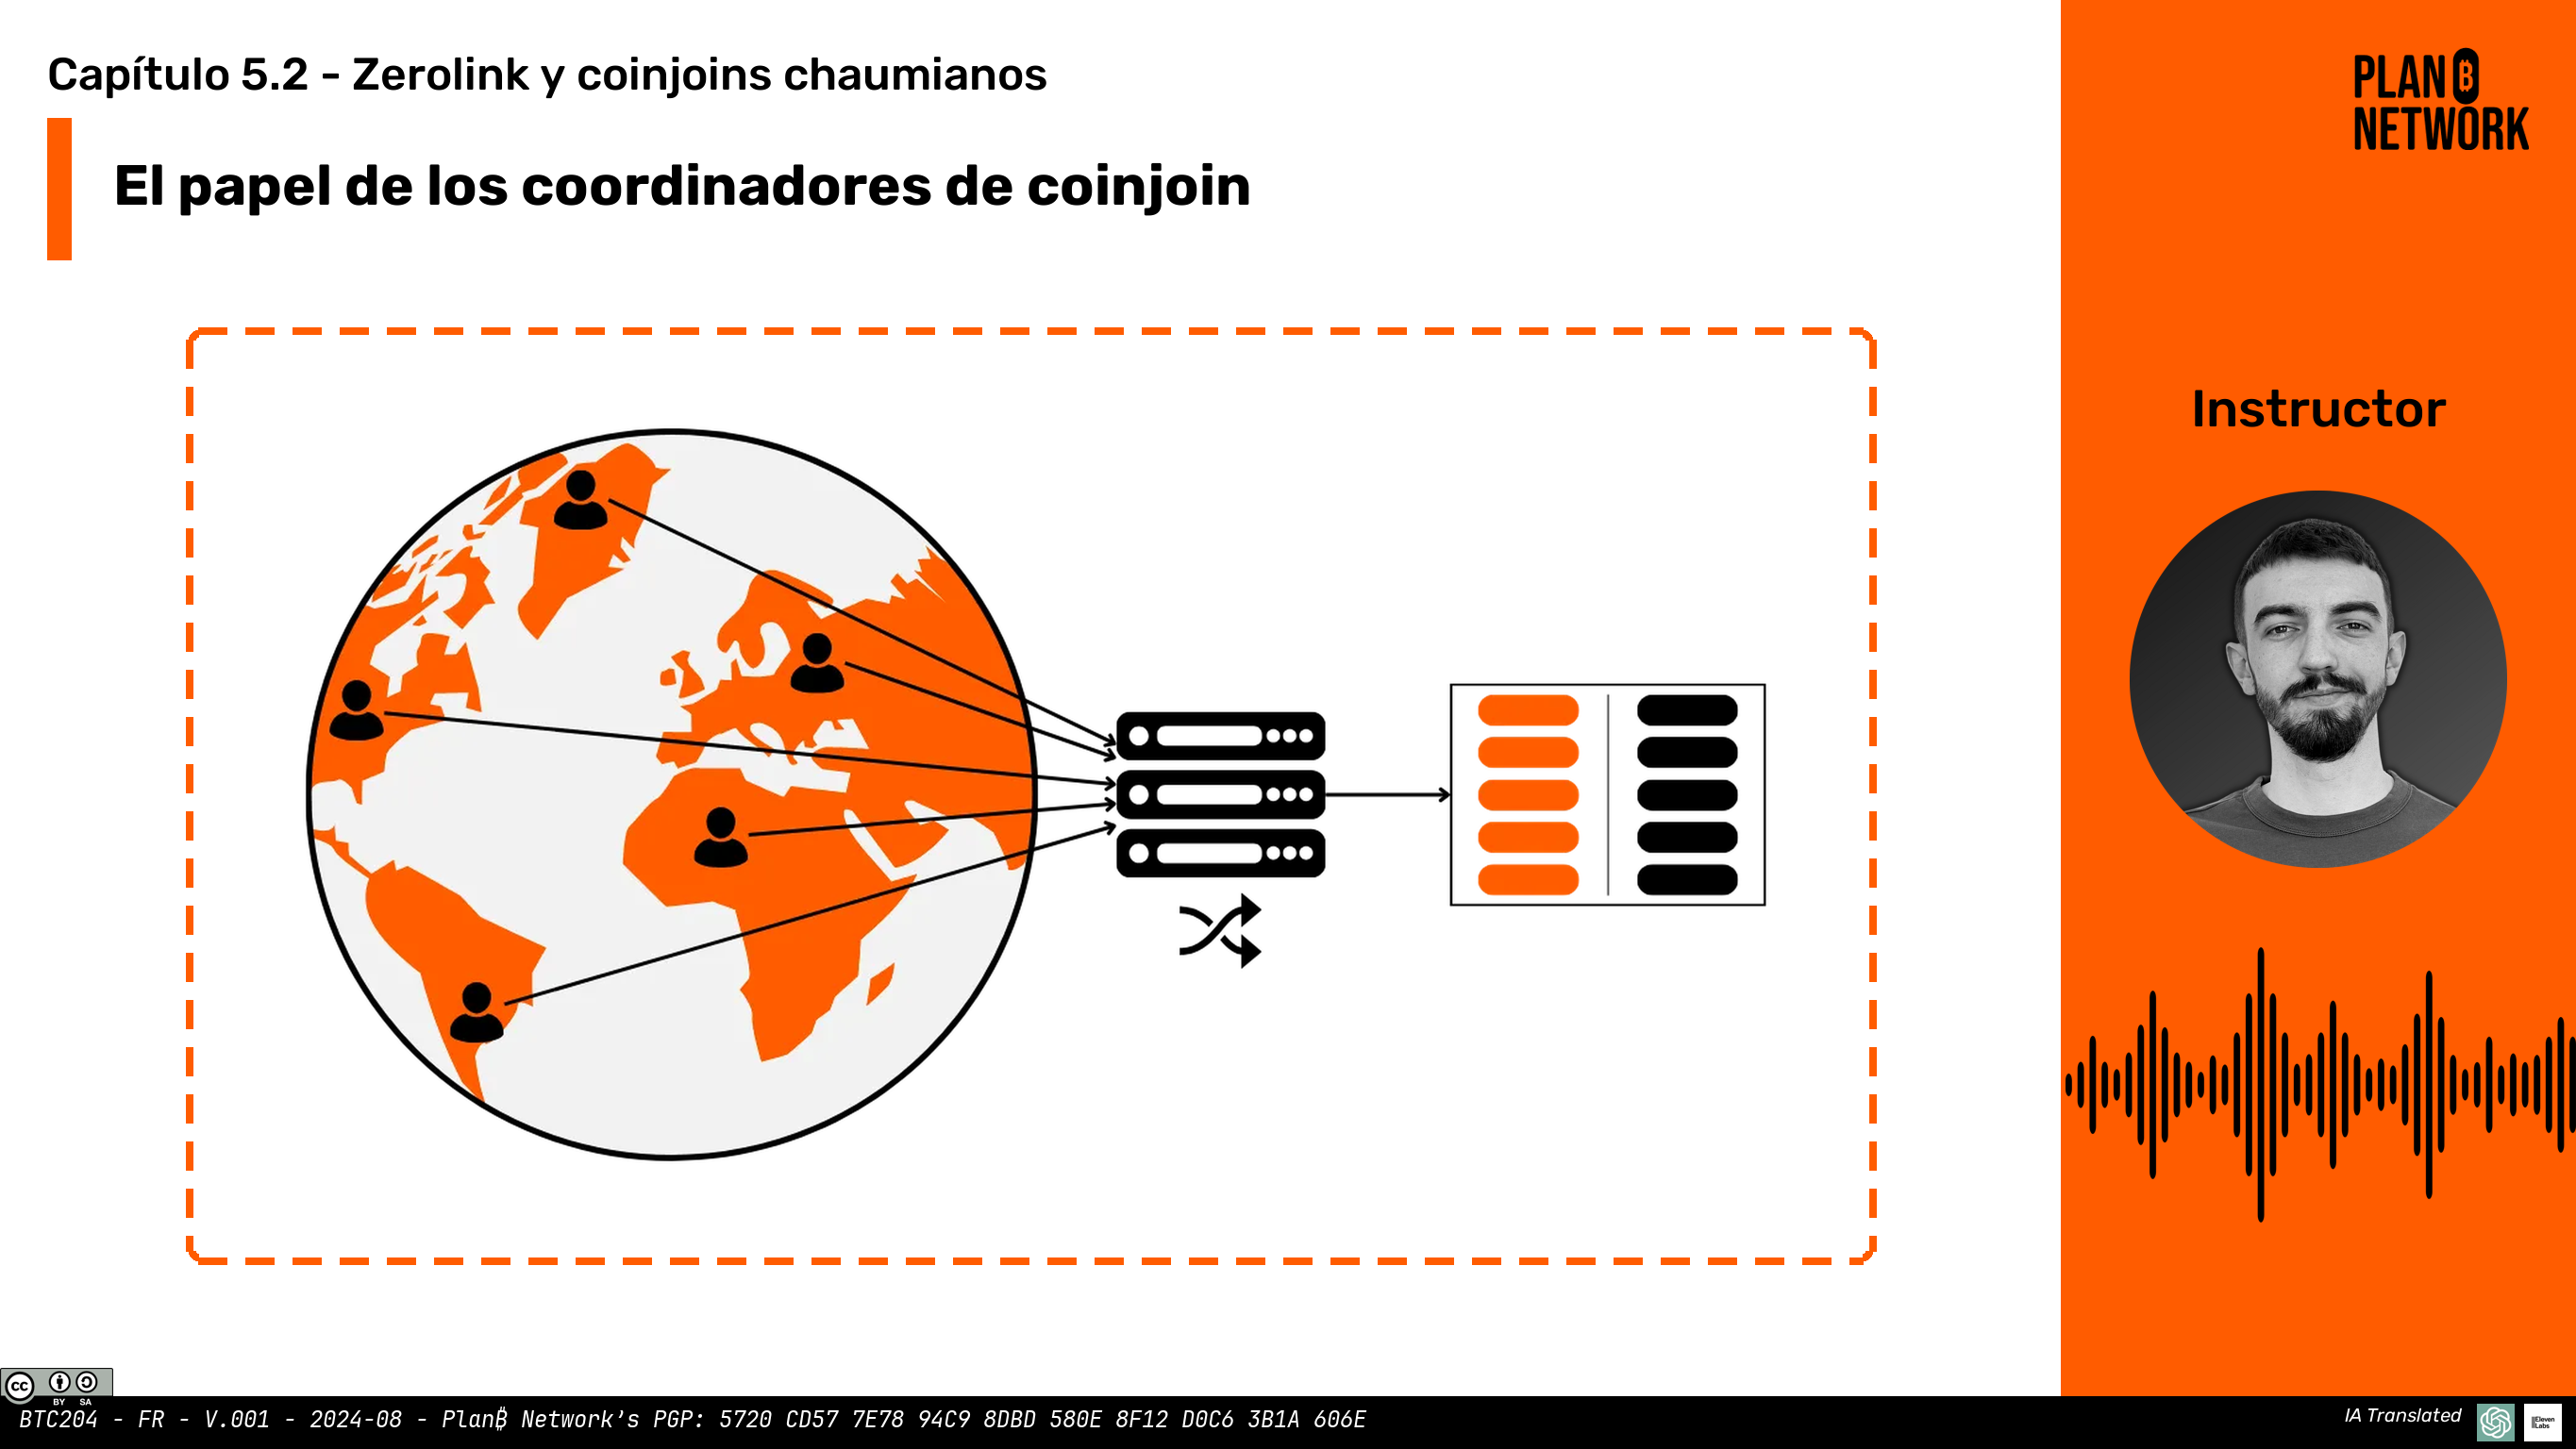 Capítulo 5.2 - Zerolink y coinjoins chaumianos
El papel de los coordinadores de coinjoin
PLAN B
NETWORK
Instructor
CC
BY SA
BTC204 - FR - V.001 - 2024-08 - Plan₿ Network's PGP: 5720 CD57 7E78 94C9 8DBD 580E 8F12 D0C6 3B1A 606E
IA Translated
ElevenLabs